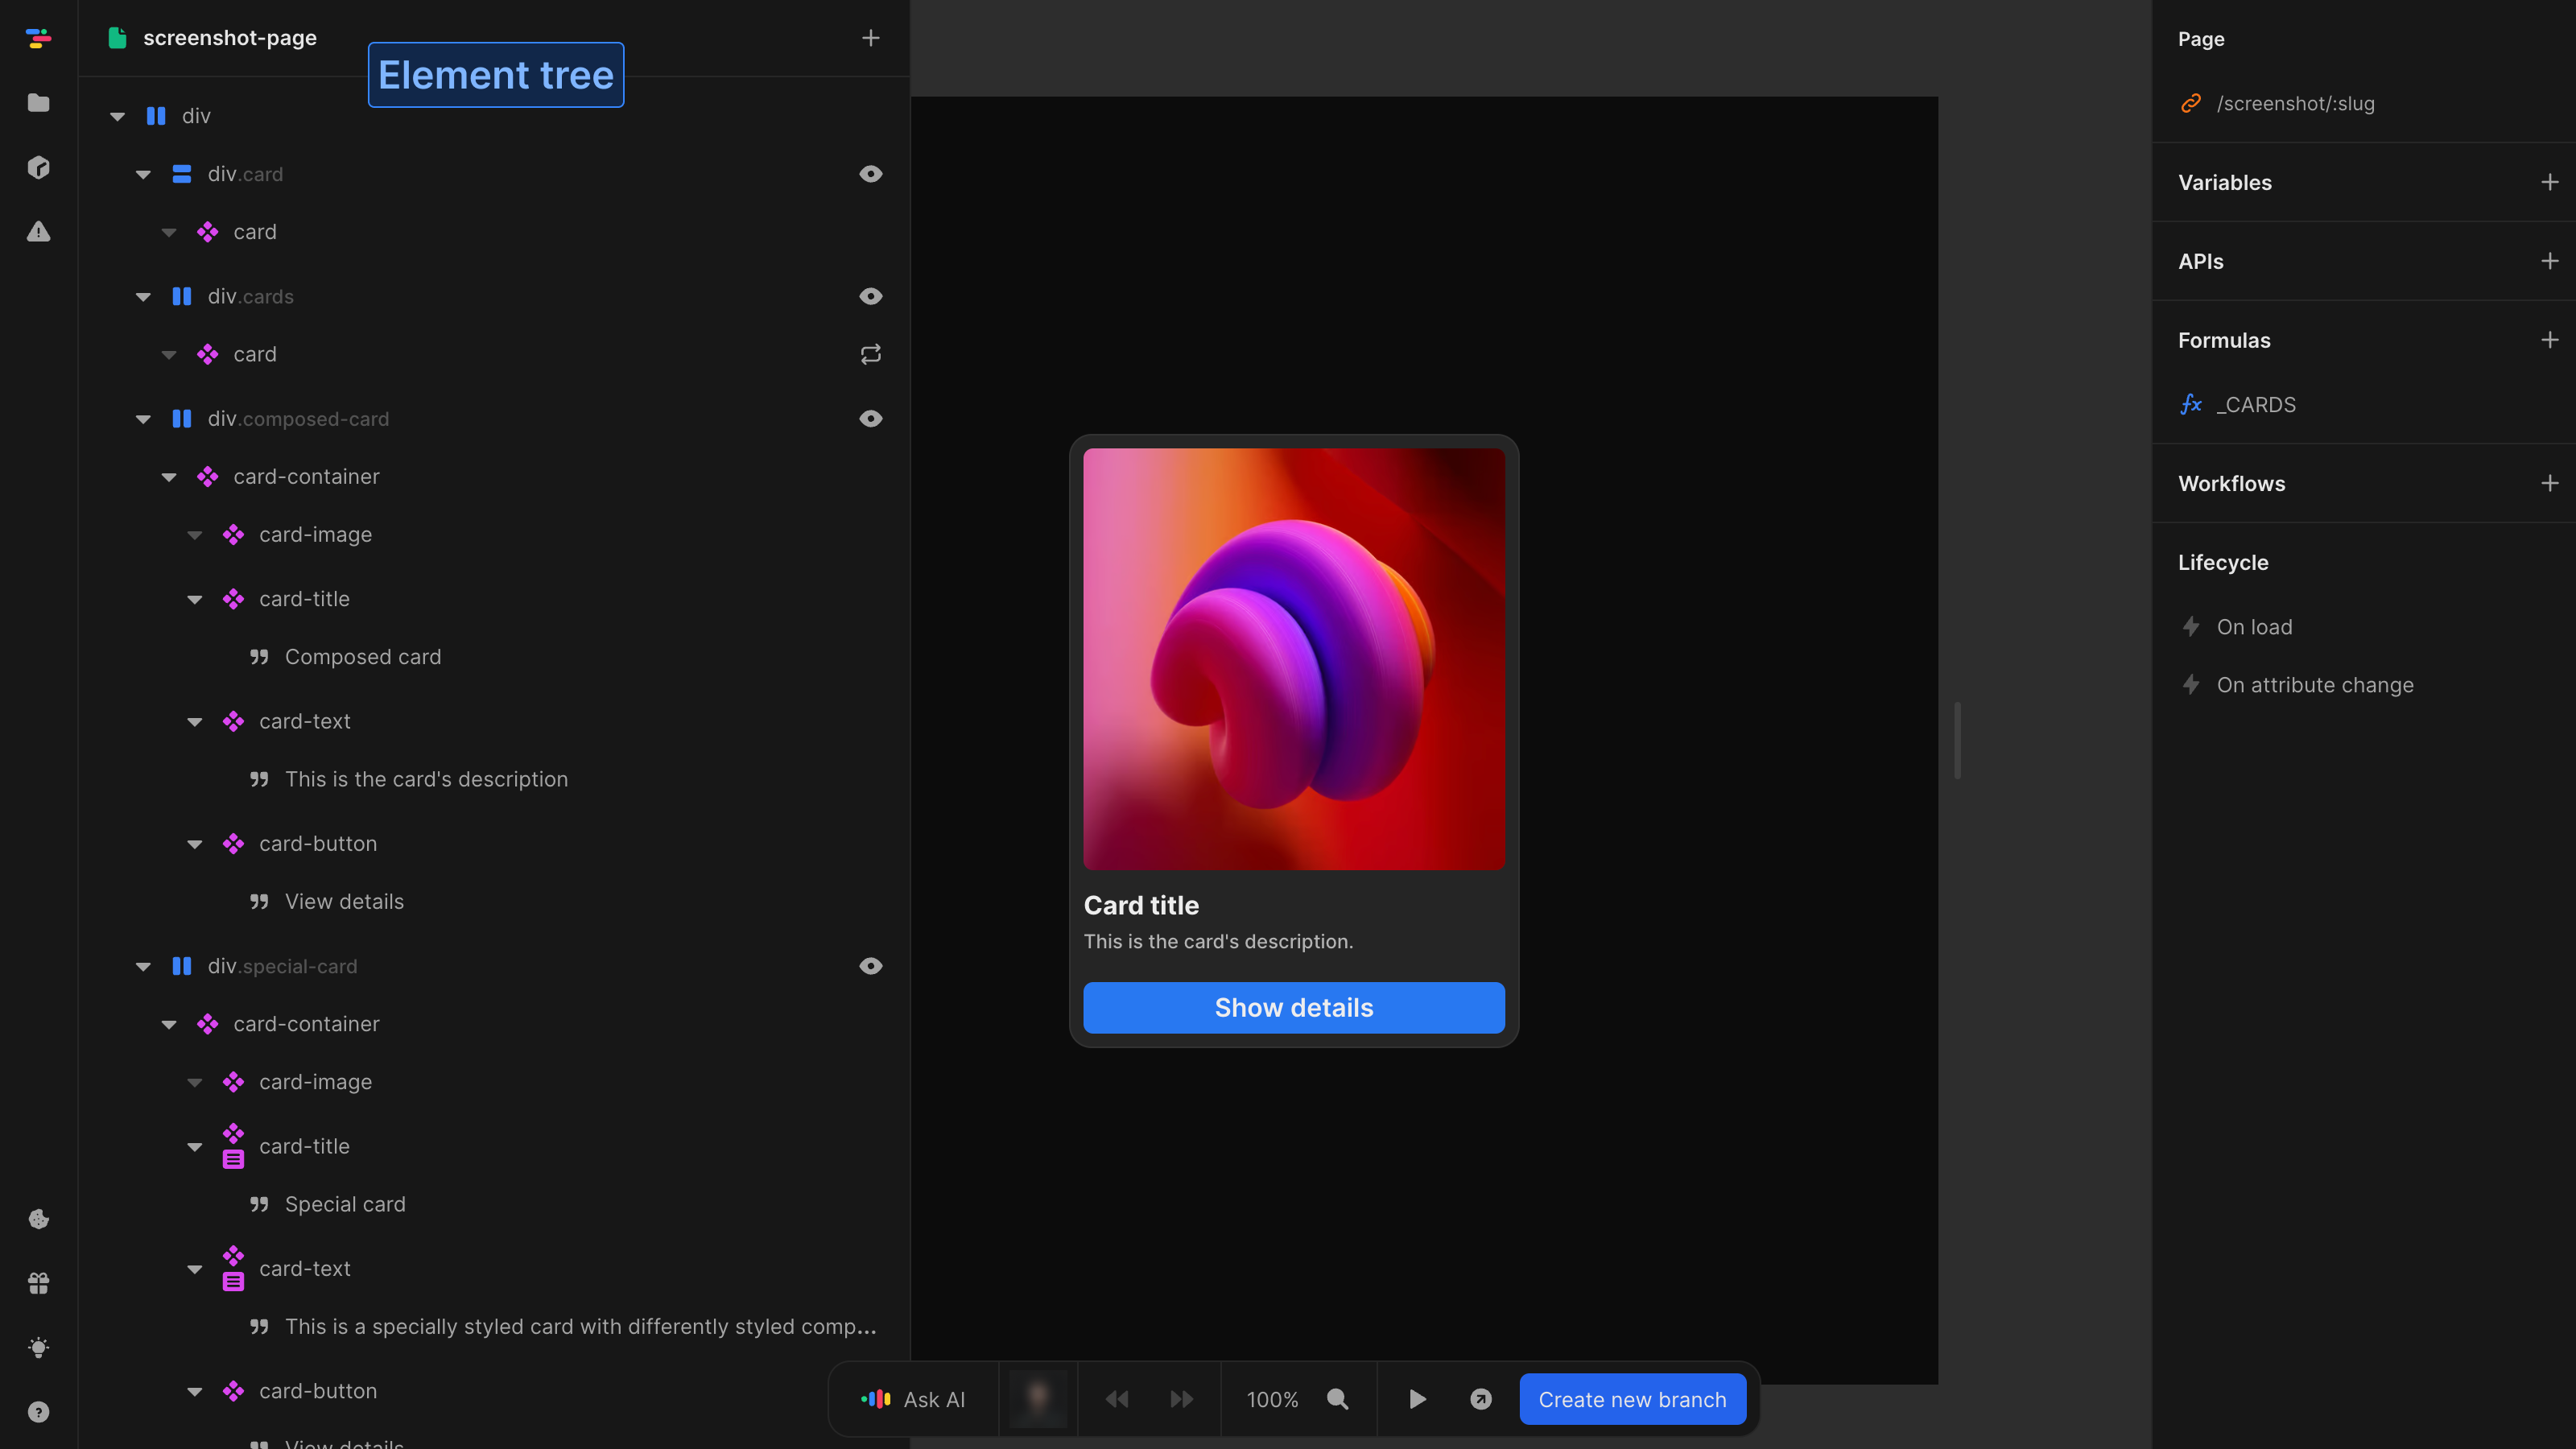 screenshot-page
Element tree
div
div.card
card
div.cards
card
div.composed-card
card-container
card-image
card-title
Composed card
card-text
This is the card's description
card-button
View details
div.special-card
card-container
card-image
card-title
Special card
card-text
This is a specially styled card with differently styled comp...
card-button
View details
Card title
This is the card's description.
Show details
Ask AI
100%
Create new branch
Page
/screenshot/:slug
Variables
APIs
Formulas
fx _CARDS
Workflows
Lifecycle
On load
On attribute change